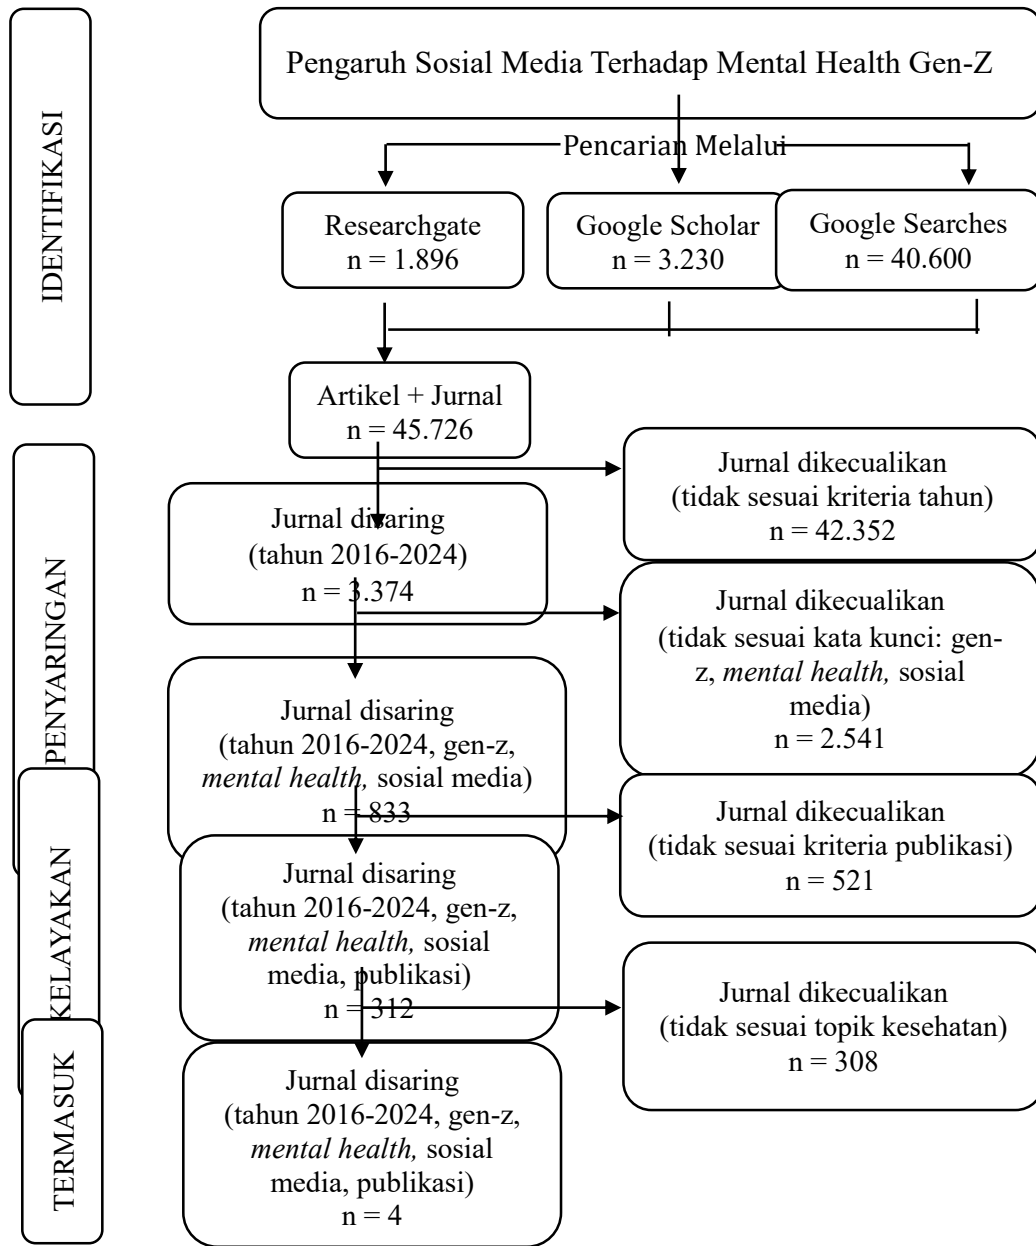 IDENTIFIKASI
Pengaruh Sosial Media Terhadap Mental Health Gen-Z
Pencarian Melalui
Researchgate
n = 1.896
Google Scholar
n = 3.230
Google Searches
n = 40.600
Artikel + Jurnal
n = 45.726
PENYARINGAN
Jurnal dikecualikan
(tidak sesuai kriteria tahun)
n = 42.352
Jurnal disaring
(tahun 2016-2024)
n = 3.374
Jurnal dikecualikan
(tidak sesuai kata kunci: gen-
z, mental health, sosial
media)
n = 2.541
Jurnal disaring
(tahun 2016-2024, gen-z,
mental health, sosial media)
n = 833
KELAYAKAN
Jurnal dikecualikan
(tidak sesuai kriteria publikasi)
n = 521
Jurnal disaring
(tahun 2016-2024, gen-z,
mental health, sosial
media, publikasi)
n = 312
Jurnal dikecualikan
(tidak sesuai topik kesehatan)
n = 308
TERMASUK
Jurnal disaring
(tahun 2016-2024, gen-z,
mental health, sosial
media, publikasi)
n = 4